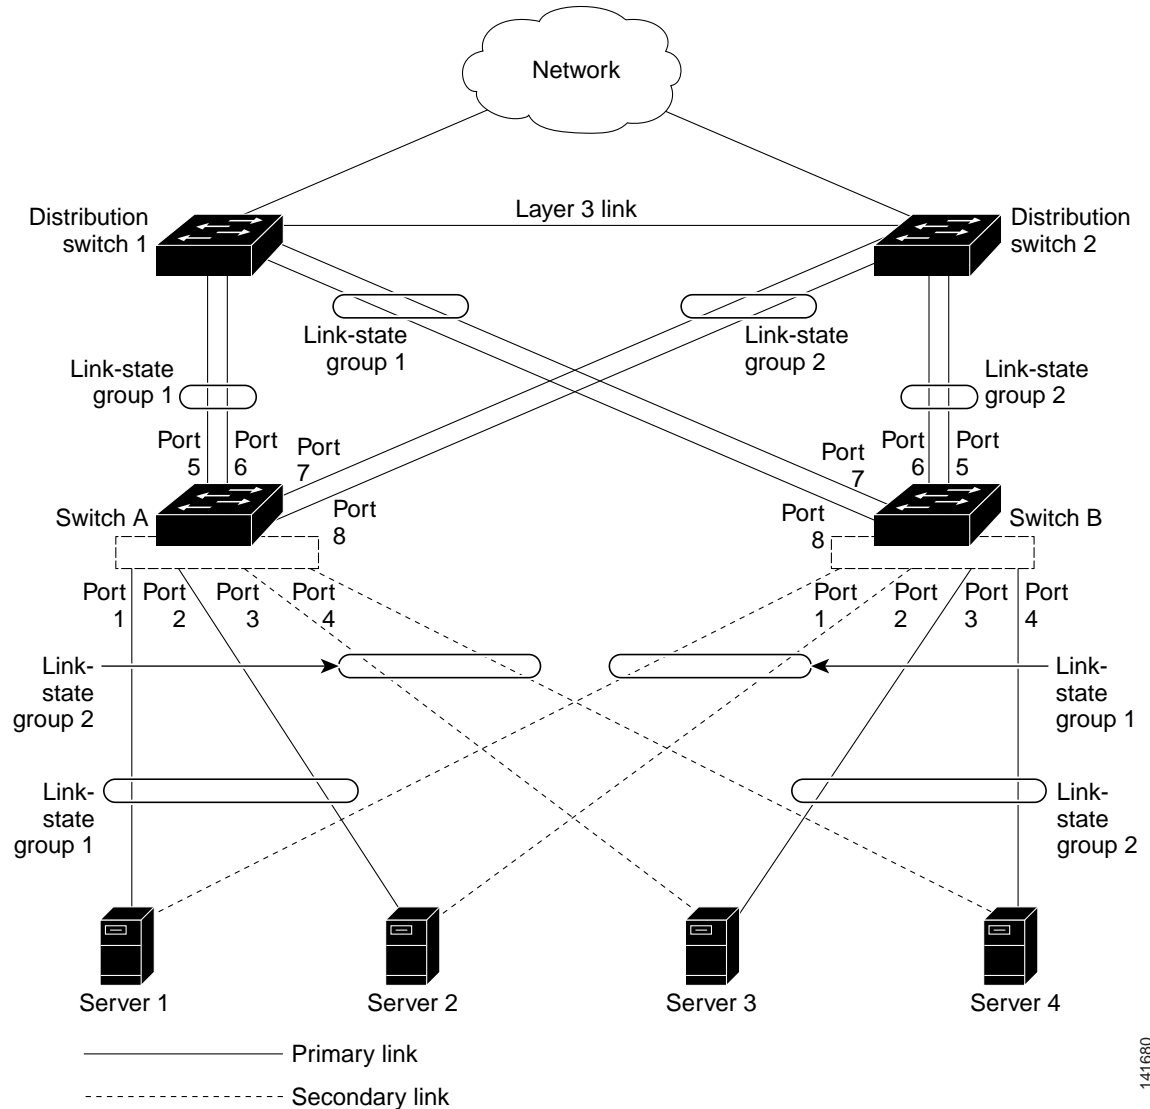 Network
Layer 3 link
Distribution
switch 1
Distribution
switch 2
Link-state
group 1
Link-state
group 2
Link-state
group 1
Link-state
group 2
Port
5
Port
6
Port
7
Port
8
Port
7
Port
6
Port
5
Port
8
Switch A
Switch B
Port
1
Port
2
Port
3
Port
4
Port
1
Port
2
Port
3
Port
4
Link-
state
group 2
Link-
state
group 1
Link-
state
group 1
Link-
state
group 2
Server 1
Server 2
Server 3
Server 4
Primary link
Secondary link
141680